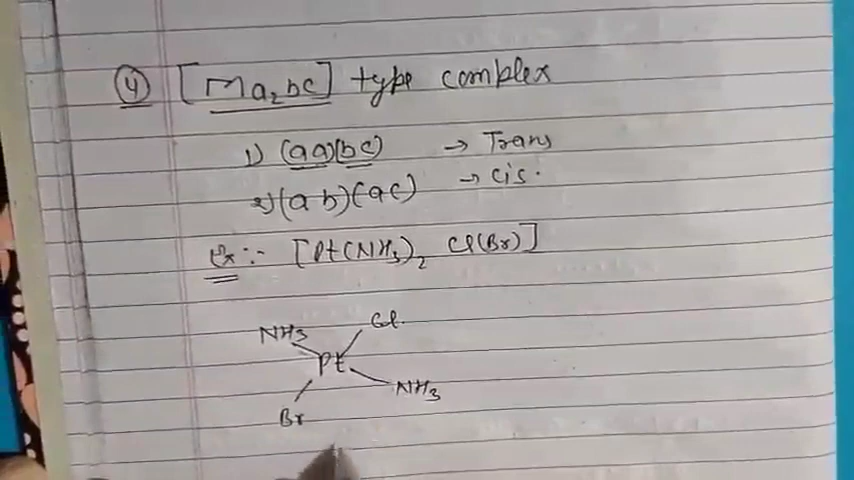 ④ [Ma₂bc] type complex
1) (aa)(bc) → Trans
2) (ab)(ac) → cis.
Ex:- [Pt(NH₃)₂ Cl(Br)]
NH₃ Cl.
Pt
NH₃
Br